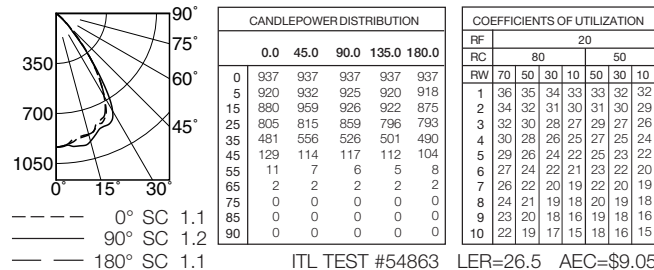 90°
75°
60°
45°
350
700
1050
0° 15° 30°
0° SC 1.1
90° SC 1.2
180° SC 1.1
CANDLEPOWER DISTRIBUTION
0.0 45.0 90.0 135.0 180.0
0 937 937 937 937 937
5 920 932 925 920 918
15 880 959 926 922 875
25 805 815 859 796 793
35 481 556 526 501 490
45 129 114 117 112 104
55 11 7 6 5 8
65 2 2 2 2 2
75 0 0 0 0 0
85 0 0 0 0 0
90 0 0 0 0 0
COEFFICIENTS OF UTILIZATION
RF 20
RC 80 50
RW 70 50 30 10 50 30 10
1 36 35 34 33 33 32 32
2 34 32 31 30 31 30 29
3 32 30 28 27 29 27 26
4 30 28 26 25 27 25 24
5 29 26 24 22 25 23 22
6 27 24 22 21 23 22 20
7 26 22 20 19 22 20 19
8 24 21 19 18 20 19 18
9 23 20 18 16 19 18 16
10 22 19 17 15 18 16 15
ITL TEST #54863 LER=26.5 AEC=$9.05